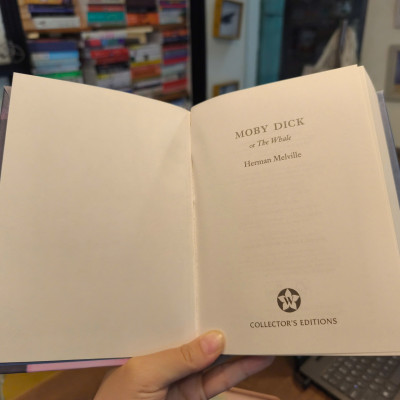 MOBY DICK
or The Whale
Herman Melville
W
COLLECTOR'S EDITIONS